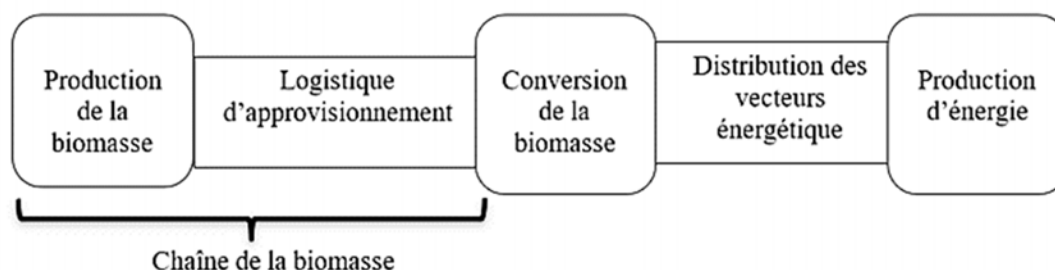 Production
de la
biomasse
Logistique
d'approvisionnement
Conversion
de la
biomasse
Distribution des
vecteurs
énergétique
Production
d'énergie
Chaîne de la biomasse